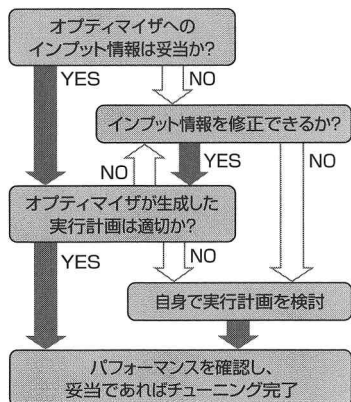 オプティマイザへの
インプット情報は妥当か?
YES
NO
インプット情報を修正できるか?
NO
YES
NO
オプティマイザが生成した
実行計画は適切か?
YES
NO
自身で実行計画を検討
パフォーマンスを確認し、
妥当であればチューニング完了